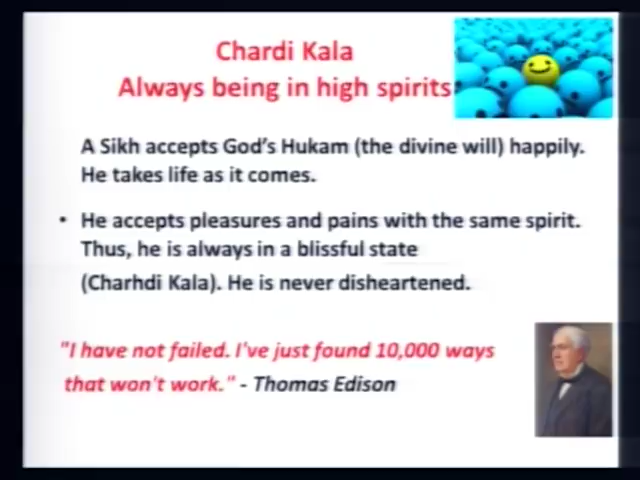 Chardi Kala
Always being in high spirits
A Sikh accepts God's Hukam (the divine will) happily.
He takes life as it comes.
• He accepts pleasures and pains with the same spirit.
Thus, he is always in a blissful state
(Charhdi Kala). He is never disheartened.
"I have not failed. I've just found 10,000 ways
that won't work." - Thomas Edison